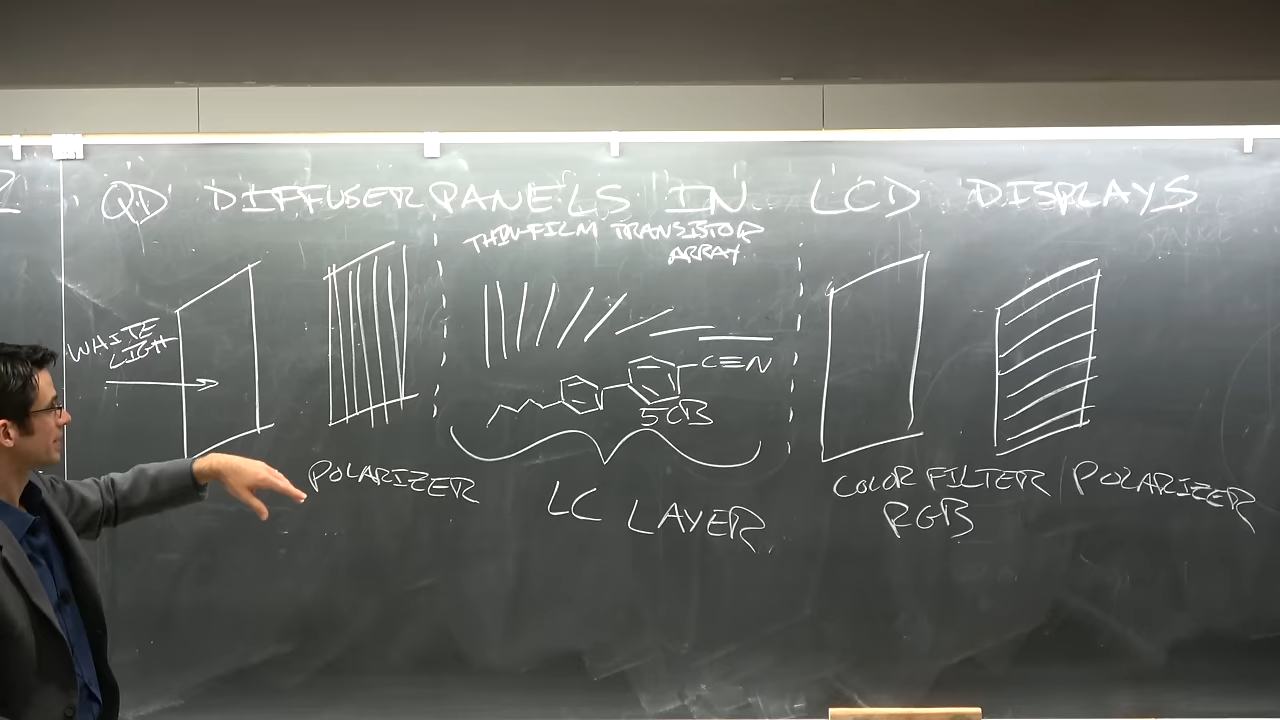 QD DIFFUSER PANELS IN LCD DISPLAYS
THIN-FILM TRANSISTOR
ARRAY
WHITE
LIGH
C≡N
5CB
POLARIZER
LC LAYER
COLOR FILTER
RGB
POLARIZER